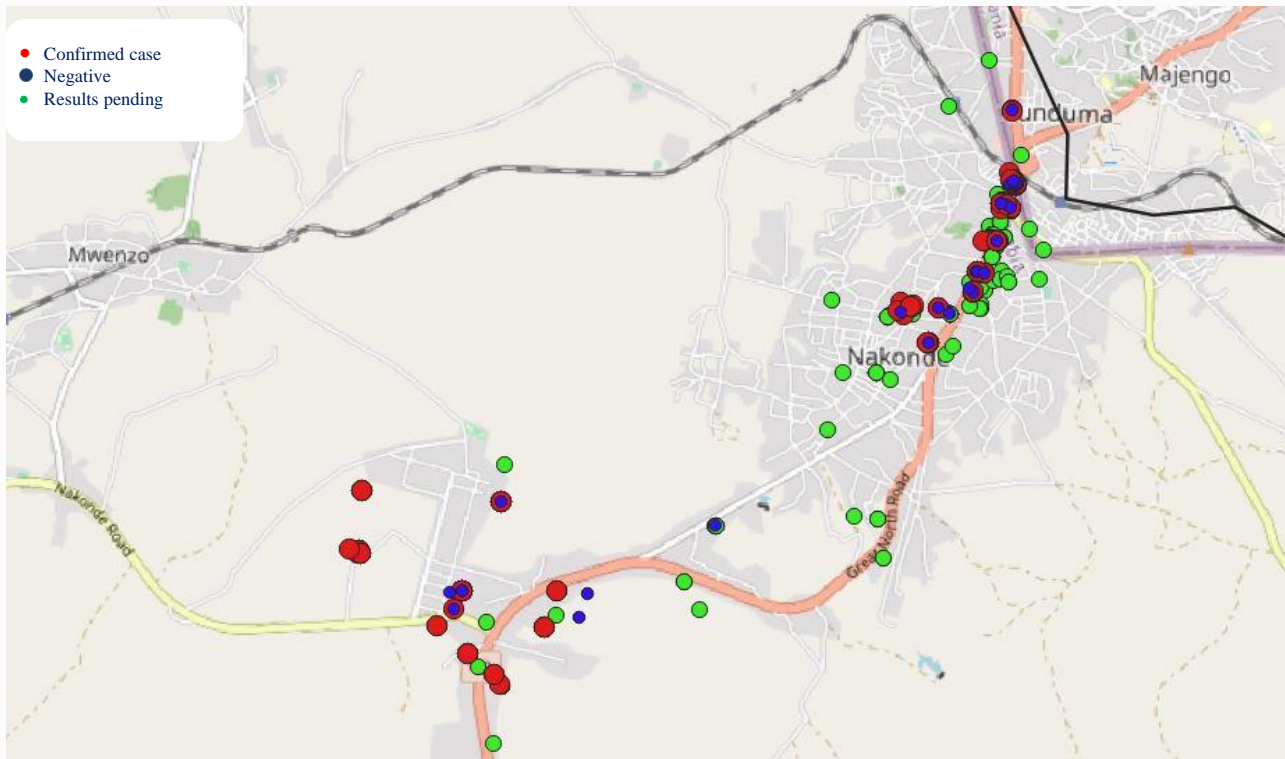 Confirmed case
Negative
Results pending
Majengo
unduma
Mwenzo
Nakonde
Nakonde Road
Great North Road